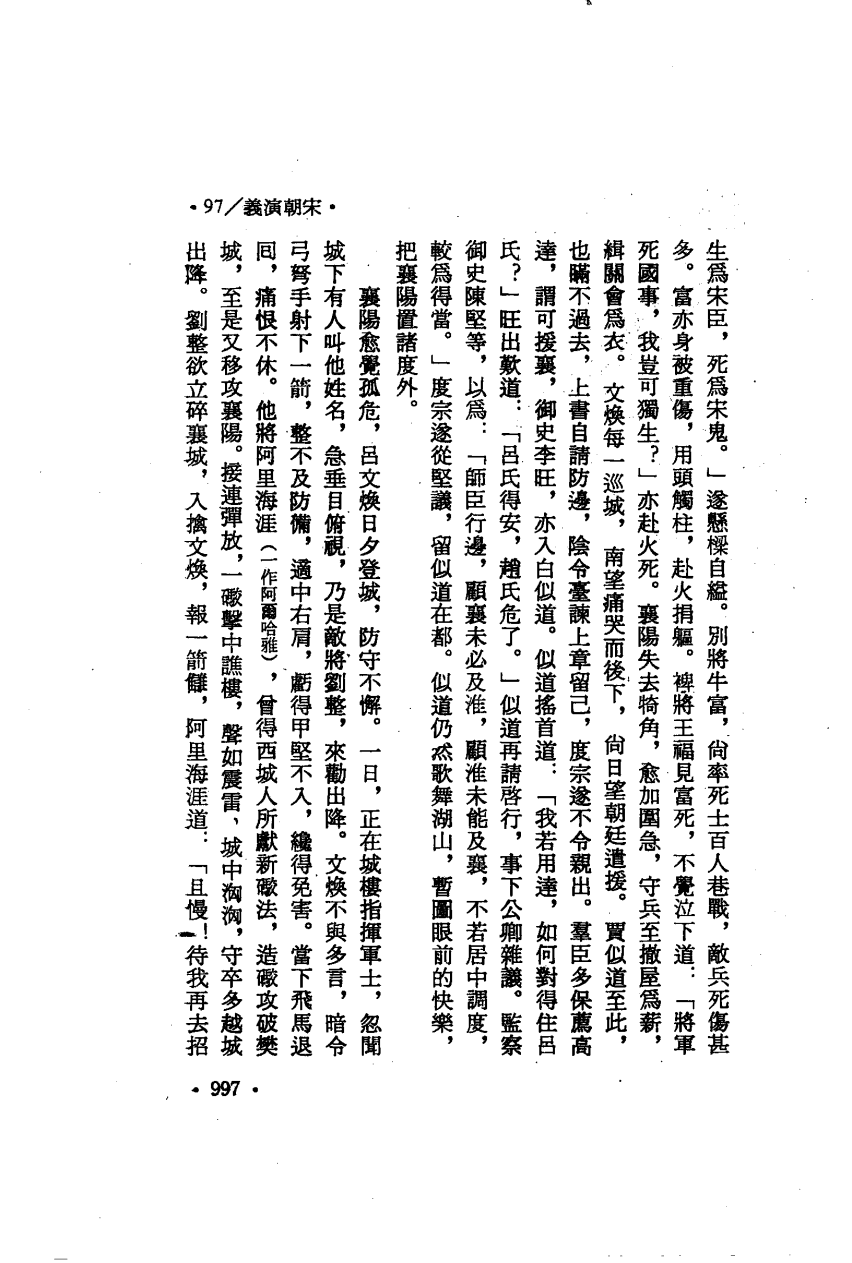 •宋朝演義／97•
生爲宋臣，死爲宋鬼。」遂懸樑自縊。別將牛富，尙率死士百人巷戰，敵兵死傷甚
多。富亦身被重傷，用頭觸柱，赴火捐軀。裨將王福見富死，不覺泣下道：「將軍
死國事，我豈可獨生？」亦赴火死。襄陽失去犄角，愈加圍急，守兵至撤屋爲薪，
緝關會爲衣。文煥每一巡城，南望痛哭而後下，尙日望朝廷遣援。賈似道至此，
也瞞不過去，上書自請防邊，陰令臺諫上章留己，度宗遂不令親出。羣臣多保薦高
達，謂可援襄，御史李旺，亦入白似道。似道搖首道：「我若用達，如何對得住呂
氏？」旺出歎道：「呂氏得安，趙氏危了。」似道再請啓行，事下公卿雜議。監察
御史陳堅等，以爲：「師臣行邊，顧襄未必及淮，顧淮未能及襄，不若居中調度，
較爲得當。」度宗遂從堅議，留似道在都。似道仍然歌舞湖山，暫圖眼前的快樂，
把襄陽置諸度外。
襄陽愈覺孤危，呂文煥日夕登城，防守不懈。一日，正在城樓指揮軍士，忽聞
城下有人叫他姓名，急垂目俯視，乃是敵將劉整，來勸出降。文煥不與多言，暗令
弓弩手射下一箭，整不及防備，適中右肩，虧得甲堅不入，纔得免害。當下飛馬退
囘，痛恨不休。他將阿里海涯（一作阿爾哈雅），曾得西域人所獻新礮法，造礮攻破樊
城，至是又移攻襄陽。接連彈放，一礮擊中譙樓，聲如震雷、城中洶洶，守卒多越城
出降。劉整欲立碎襄城，入擒文煥，報一箭讎，阿里海涯道：「且慢！待我再去招
•997•